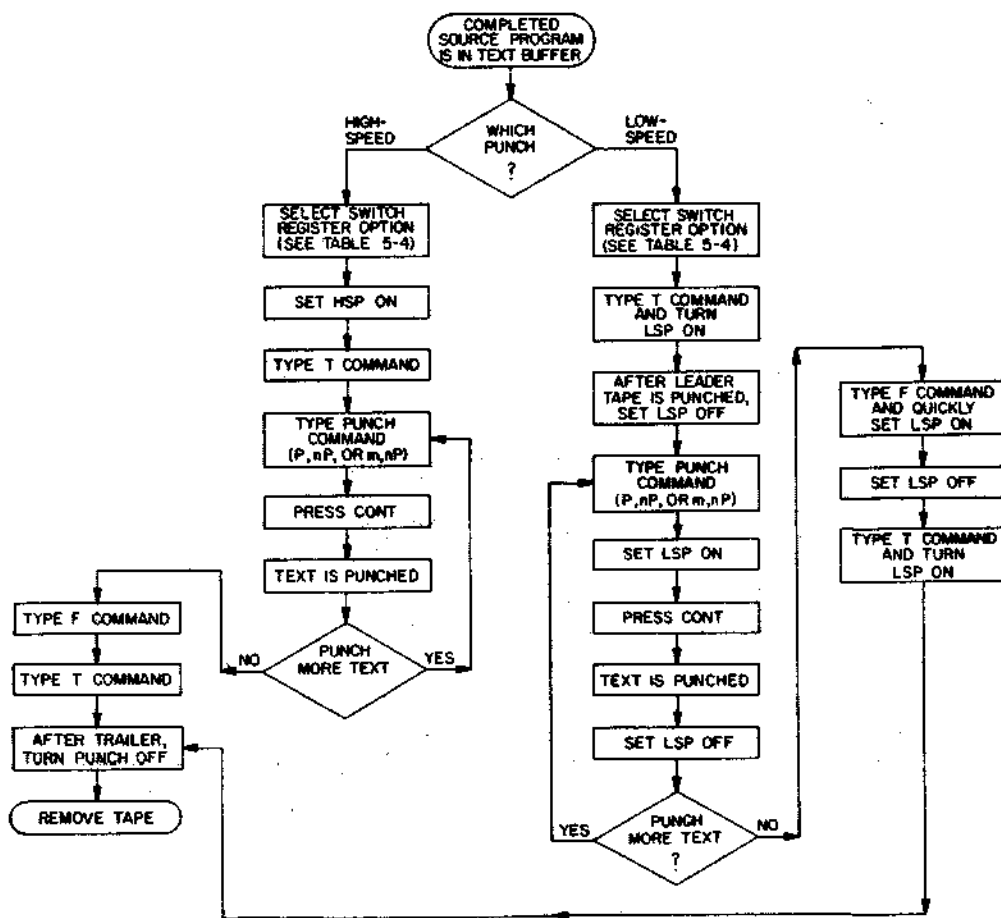 COMPLETED
SOURCE PROGRAM
IS IN TEXT BUFFER
HIGH-
SPEED
WHICH
PUNCH
?
LOW-
SPEED
SELECT SWITCH
REGISTER OPTION
(SEE TABLE 5-4)
SET HSP ON
TYPE T COMMAND
TYPE PUNCH
COMMAND
(P,nP, OR m,nP)
PRESS CONT
TEXT IS PUNCHED
PUNCH
MORE TEXT
NO
YES
TYPE F COMMAND
TYPE T COMMAND
AFTER TRAILER,
TURN PUNCH OFF
REMOVE TAPE
SELECT SWITCH
REGISTER OPTION
(SEE TABLE 5-4)
TYPE T COMMAND
AND TURN
LSP ON
AFTER LEADER
TAPE IS PUNCHED,
SET LSP OFF
TYPE PUNCH
COMMAND
(P,nP, OR m,nP)
SET LSP ON
PRESS CONT
TEXT IS PUNCHED
SET LSP OFF
YES
PUNCH
MORE TEXT
?
NO
TYPE F COMMAND
AND QUICKLY
SET LSP ON
SET LSP OFF
TYPE T COMMAND
AND TURN
LSP ON